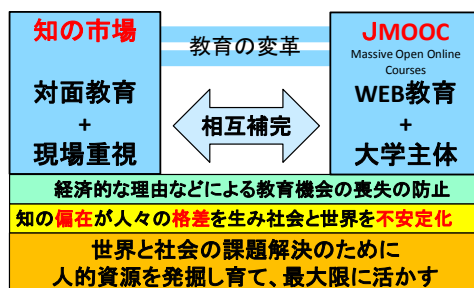 知の市場
対面教育
+
現場重視
教育の変革
相互補完
JMOOC
Massive Open Online
Courses
WEB教育
+
大学主体
経済的な理由などによる教育機会の喪失の防止
知の偏在が人々の格差を生み社会と世界を不安定化
世界と社会の課題解決のために
人的資源を発掘し育て、最大限に活かす